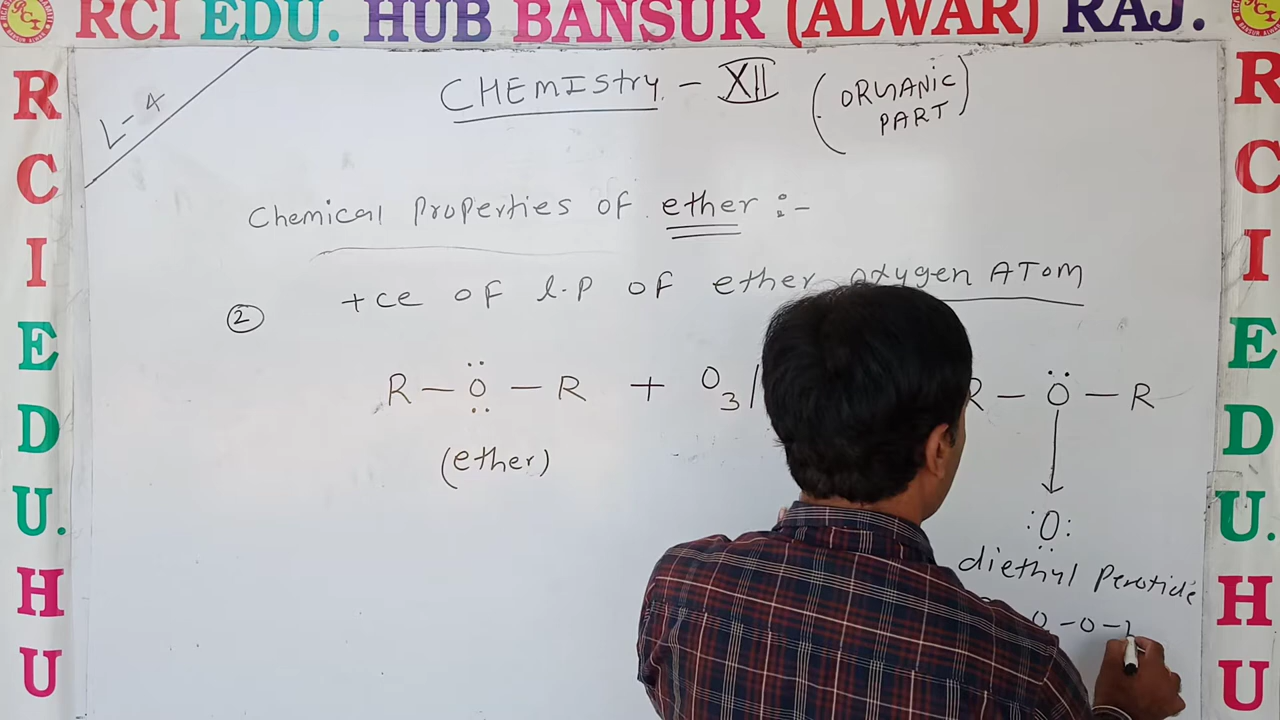 RCI EDU. HUB BANSUR (ALWAR) RAJ.
L-4
CHEMIStry - XII (ORGANIC PART)
Chemical Properties of ether :-
② +ce OF l.P OF ether oxygen ATOM
R — Ö — R + O3/ R — Ö — R
(ether)
:O:
diethyl Peroxide
O-O-
R C I E D U. H U
R C I E D U. H U